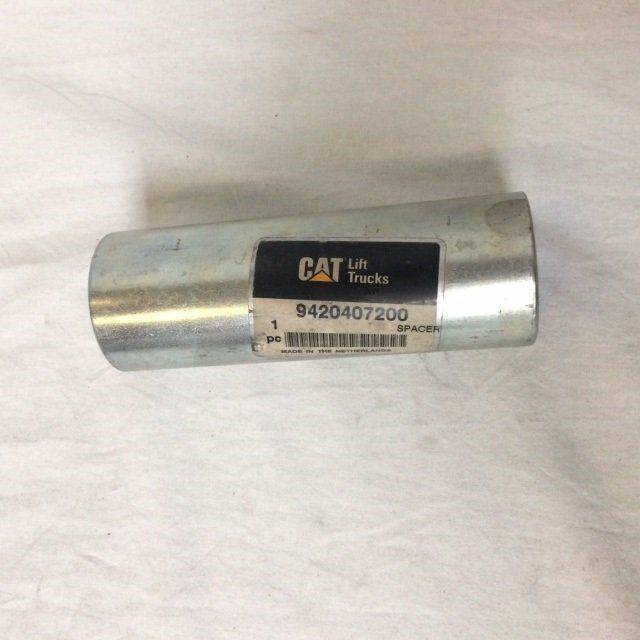 CAT Lift Trucks
9420407200
1 SPACER
pc
MADE IN THE NETHERLANDS